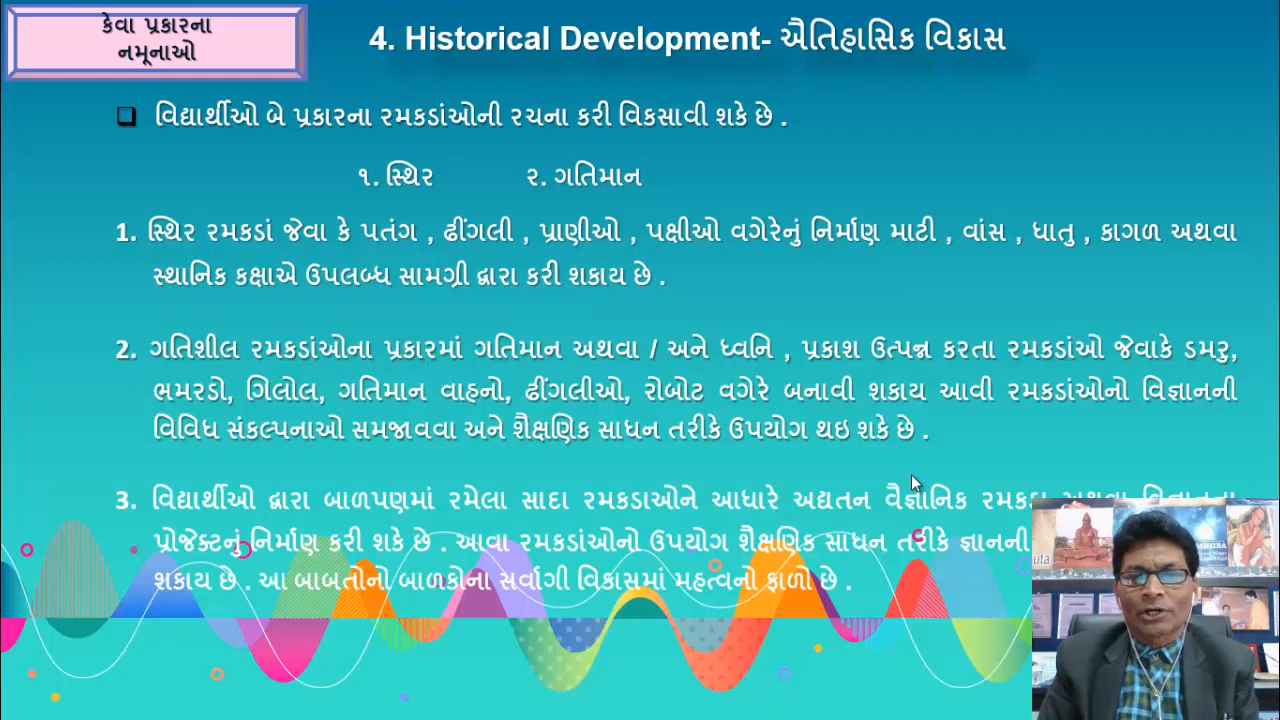 કેવા પ્રકારના
નમૂનાઓ
4. Historical Development- ઐતિહાસિક વિકાસ
વિદ્યાર્થીઓ બે પ્રકારના રમકડાંઓની રચના કરી વિકસાવી શકે છે .
૧. સ્થિર ૨. ગતિમાન
1. સ્થિર રમકડાં જેવા કે પતંગ , ઢીંગલી , પ્રાણીઓ , પક્ષીઓ વગેરેનું નિર્માણ માટી , વાંસ , ધાતુ , કાગળ અથવા
સ્થાનિક કક્ષાએ ઉપલબ્ધ સામગ્રી દ્વારા કરી શકાય છે .
2. ગતિશીલ રમકડાંઓના પ્રકારમાં ગતિમાન અથવા / અને ધ્વનિ , પ્રકાશ ઉત્પન્ન કરતા રમકડાંઓ જેવાકે ડમરુ,
ભમરડો, ગિલોલ, ગતિમાન વાહનો, ઢીંગલીઓ, રોબોટ વગેરે બનાવી શકાય આવી રમકડાંઓનો વિજ્ઞાનની
વિવિધ સંકલ્પનાઓ સમજાવવા અને શૈક્ષણિક સાધન તરીકે ઉપયોગ થઇ શકે છે .
3. વિદ્યાર્થીઓ દ્વારા બાળપણમાં રમેલા સાદા રમકડાઓને આધારે અદ્યતન વૈજ્ઞાનિક
પ્રોજેક્ટનું નિર્માણ કરી શકે છે . આવા રમકડાંઓનો ઉપયોગ શૈક્ષણિક સાધન તરીકે જ્ઞાનની
શકાય છે . આ બાબતોનો બાળકોના સર્વાગી વિકાસમાં મહત્વનો ફાળો છે .